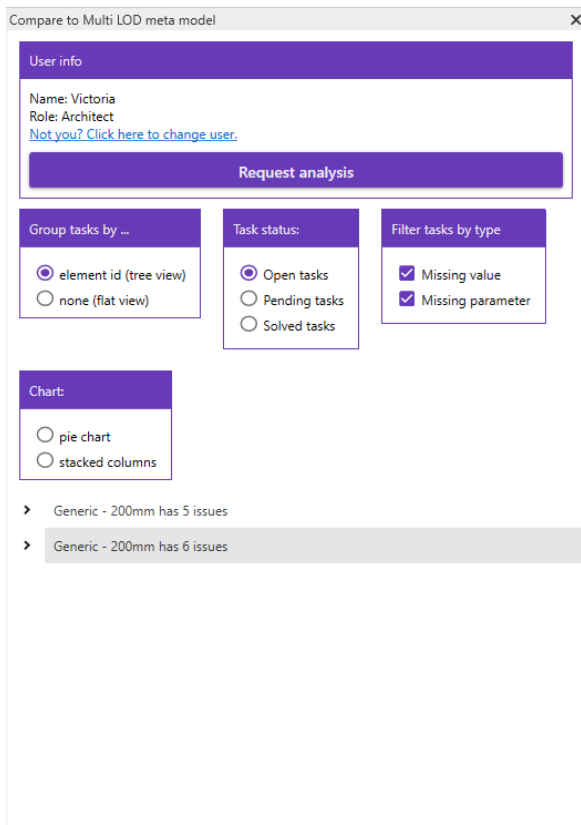 Compare to Multi LOD meta model
User info
Name: Victoria
Role: Architect
Not you? Click here to change user.
Request analysis
Group tasks by ...
element id (tree view)
none (flat view)
Task status:
Open tasks
Pending tasks
Solved tasks
Filter tasks by type
Missing value
Missing parameter
Chart:
pie chart
stacked columns
Generic - 200mm has 5 issues
Generic - 200mm has 6 issues